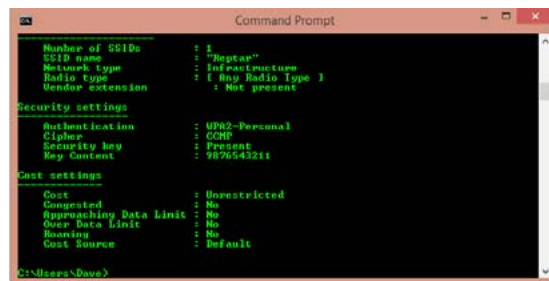 Command Prompt
Number of SSIDs : 1
SSID name : "Reptar"
Network type : Infrastructure
Radio type : [ Any Radio Type ]
Vendor extension : Not present
Security settings
Authentication : WPA2-Personal
Cipher : CCMP
Security key : Present
Key Content : 9876543211
Cost settings
Cost : Unrestricted
Congested : No
Approaching Data Limit : No
Over Data Limit : No
Roaming : No
Cost Source : Default
C:\Users\Dave>